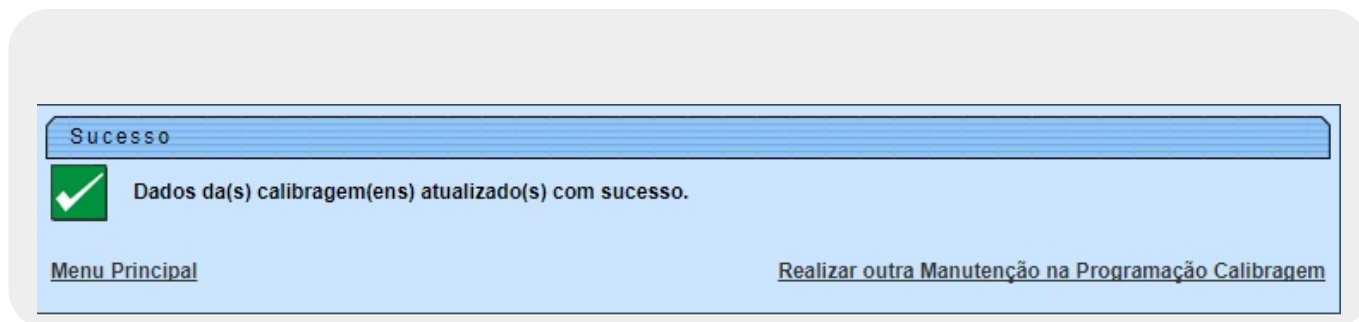 Sucesso
Dados da(s) calibragem(ens) atualizado(s) com sucesso.
Menu Principal
Realizar outra Manutenção na Programação Calibragem